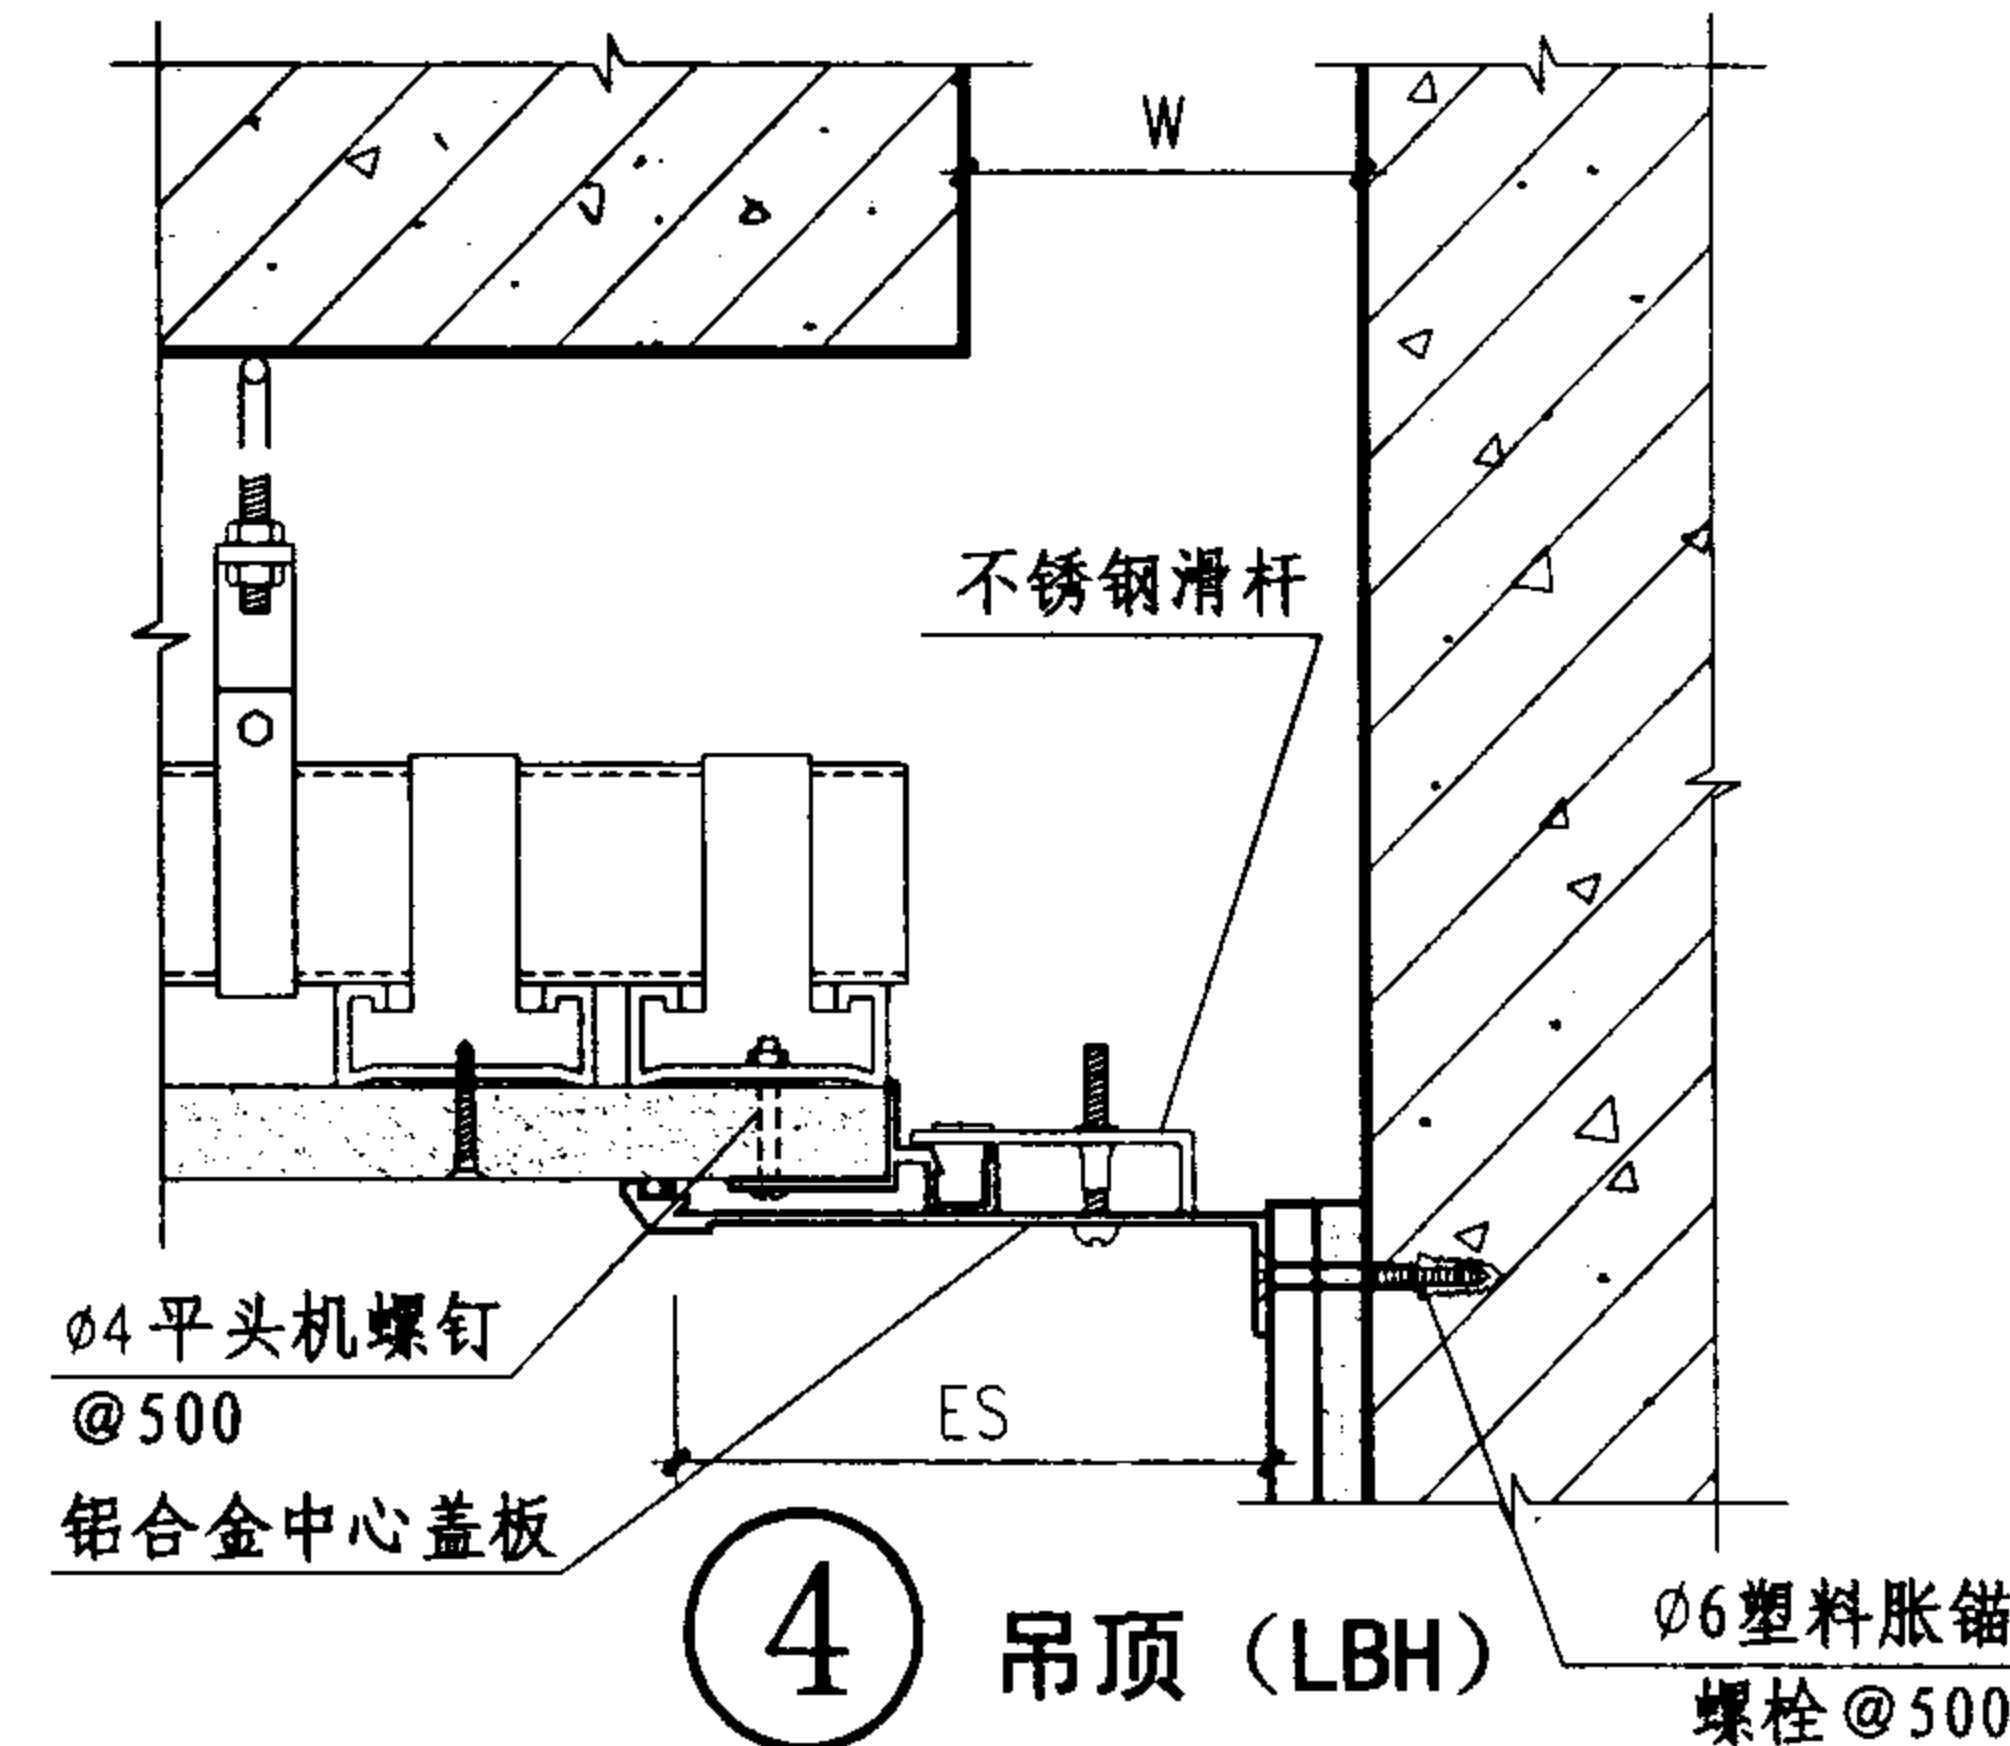 W
不锈钢滑杆
ø4平头机螺钉
@500
ES
铝合金中心盖板
4 吊顶（LBH）
ø6塑料胀锚
螺栓@500